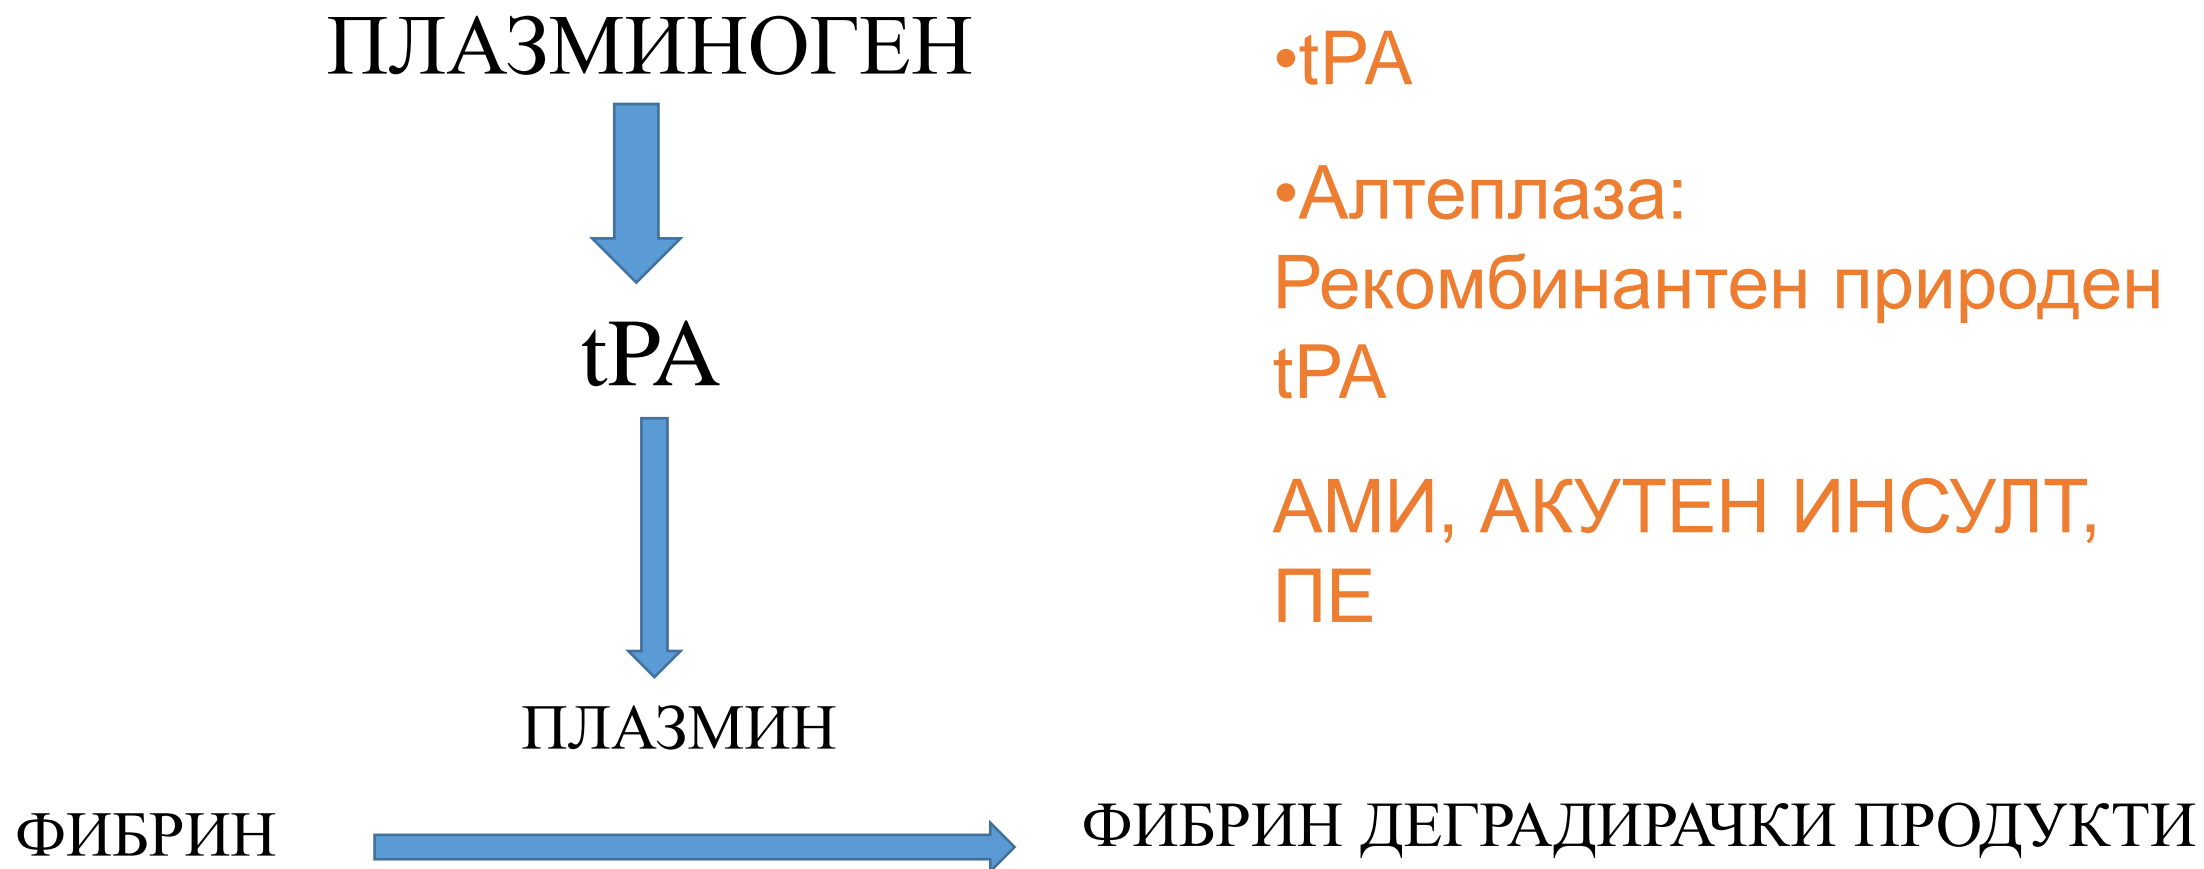 ПЛАЗМИНОГЕН
tPA
ПЛАЗМИН
ФИБРИН
ФИБРИН ДЕГРАДИРАЧКИ ПРОДУКТИ
•tPA
•Алтеплаза:
Рекомбинантен природен
tPA
АМИ, АКУТЕН ИНСУЛТ,
ПЕ